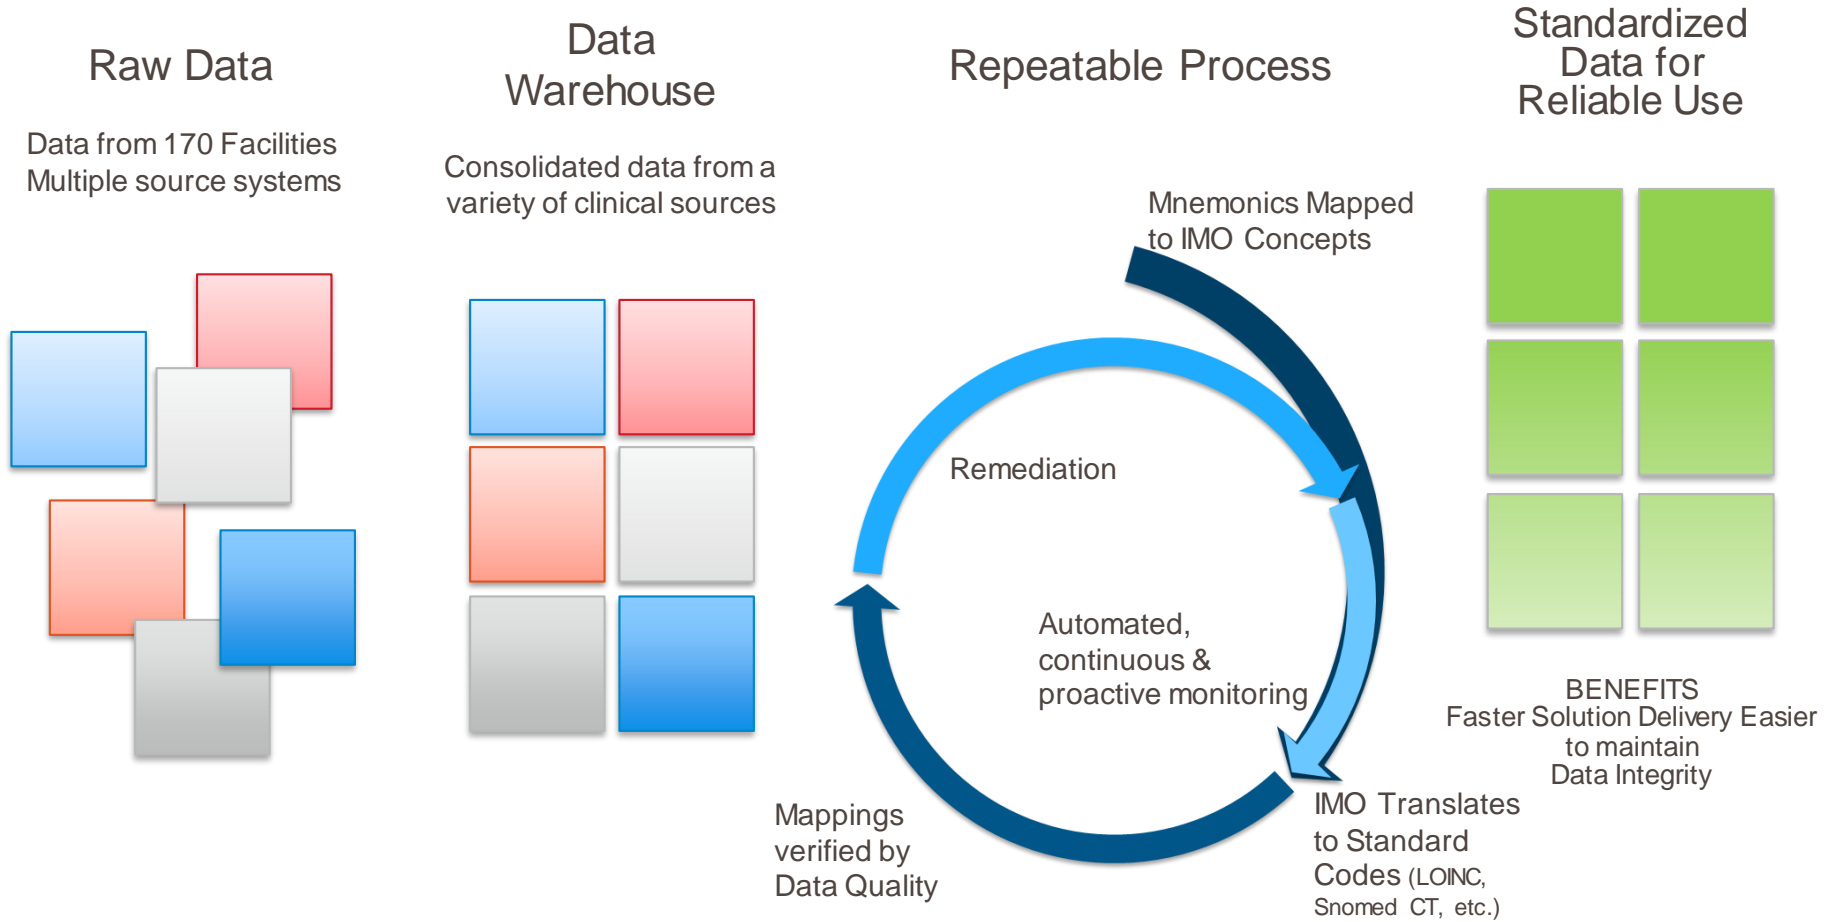 Raw Data
Data from 170 Facilities
Multiple source systems
Data
Warehouse
Consolidated data from a
variety of clinical sources
Repeatable Process
Mnemonics Mapped
to IMO Concepts
Remediation
Automated,
continuous &
proactive monitoring
Mappings
verified by
Data Quality
IMO Translates
to Standard
Codes (LOINC,
Snomed CT, etc.)
Standardized
Data for
Reliable Use
BENEFITS
Faster Solution Delivery Easier
to maintain
Data Integrity